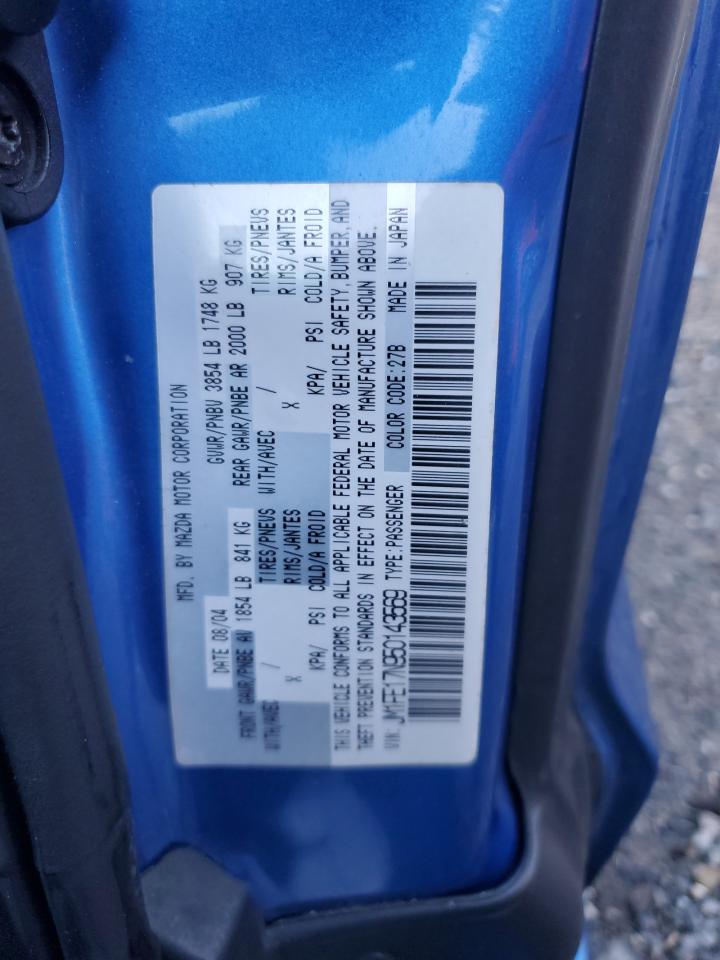 MFD. BY MAZDA MOTOR CORPORATION
DATE 08/04 GVWR/PNBV 3854 LB 1748 KG
FRONT GAWR/PNBE AV 1854 LB 841 KG REAR GAWR/PNBE AR 2000 LB 907 KG
WITH/AVEC / TIRES/PNEUS WITH/AVEC / TIRES/PNEUS
X RIMS/JANTES X RIMS/JANTES
KPA/ PSI COLD/A FROID KPA/ PSI COLD/A FROID
THIS VEHICLE CONFORMS TO ALL APPLICABLE FEDERAL MOTOR VEHICLE SAFETY, BUMPER, AND
THEFT PREVENTION STANDARDS IN EFFECT ON THE DATE OF MANUFACTURE SHOWN ABOVE.
VIN: JM1FE17N950143569 TYPE:PASSENGER COLOR CODE:27B MADE IN JAPAN